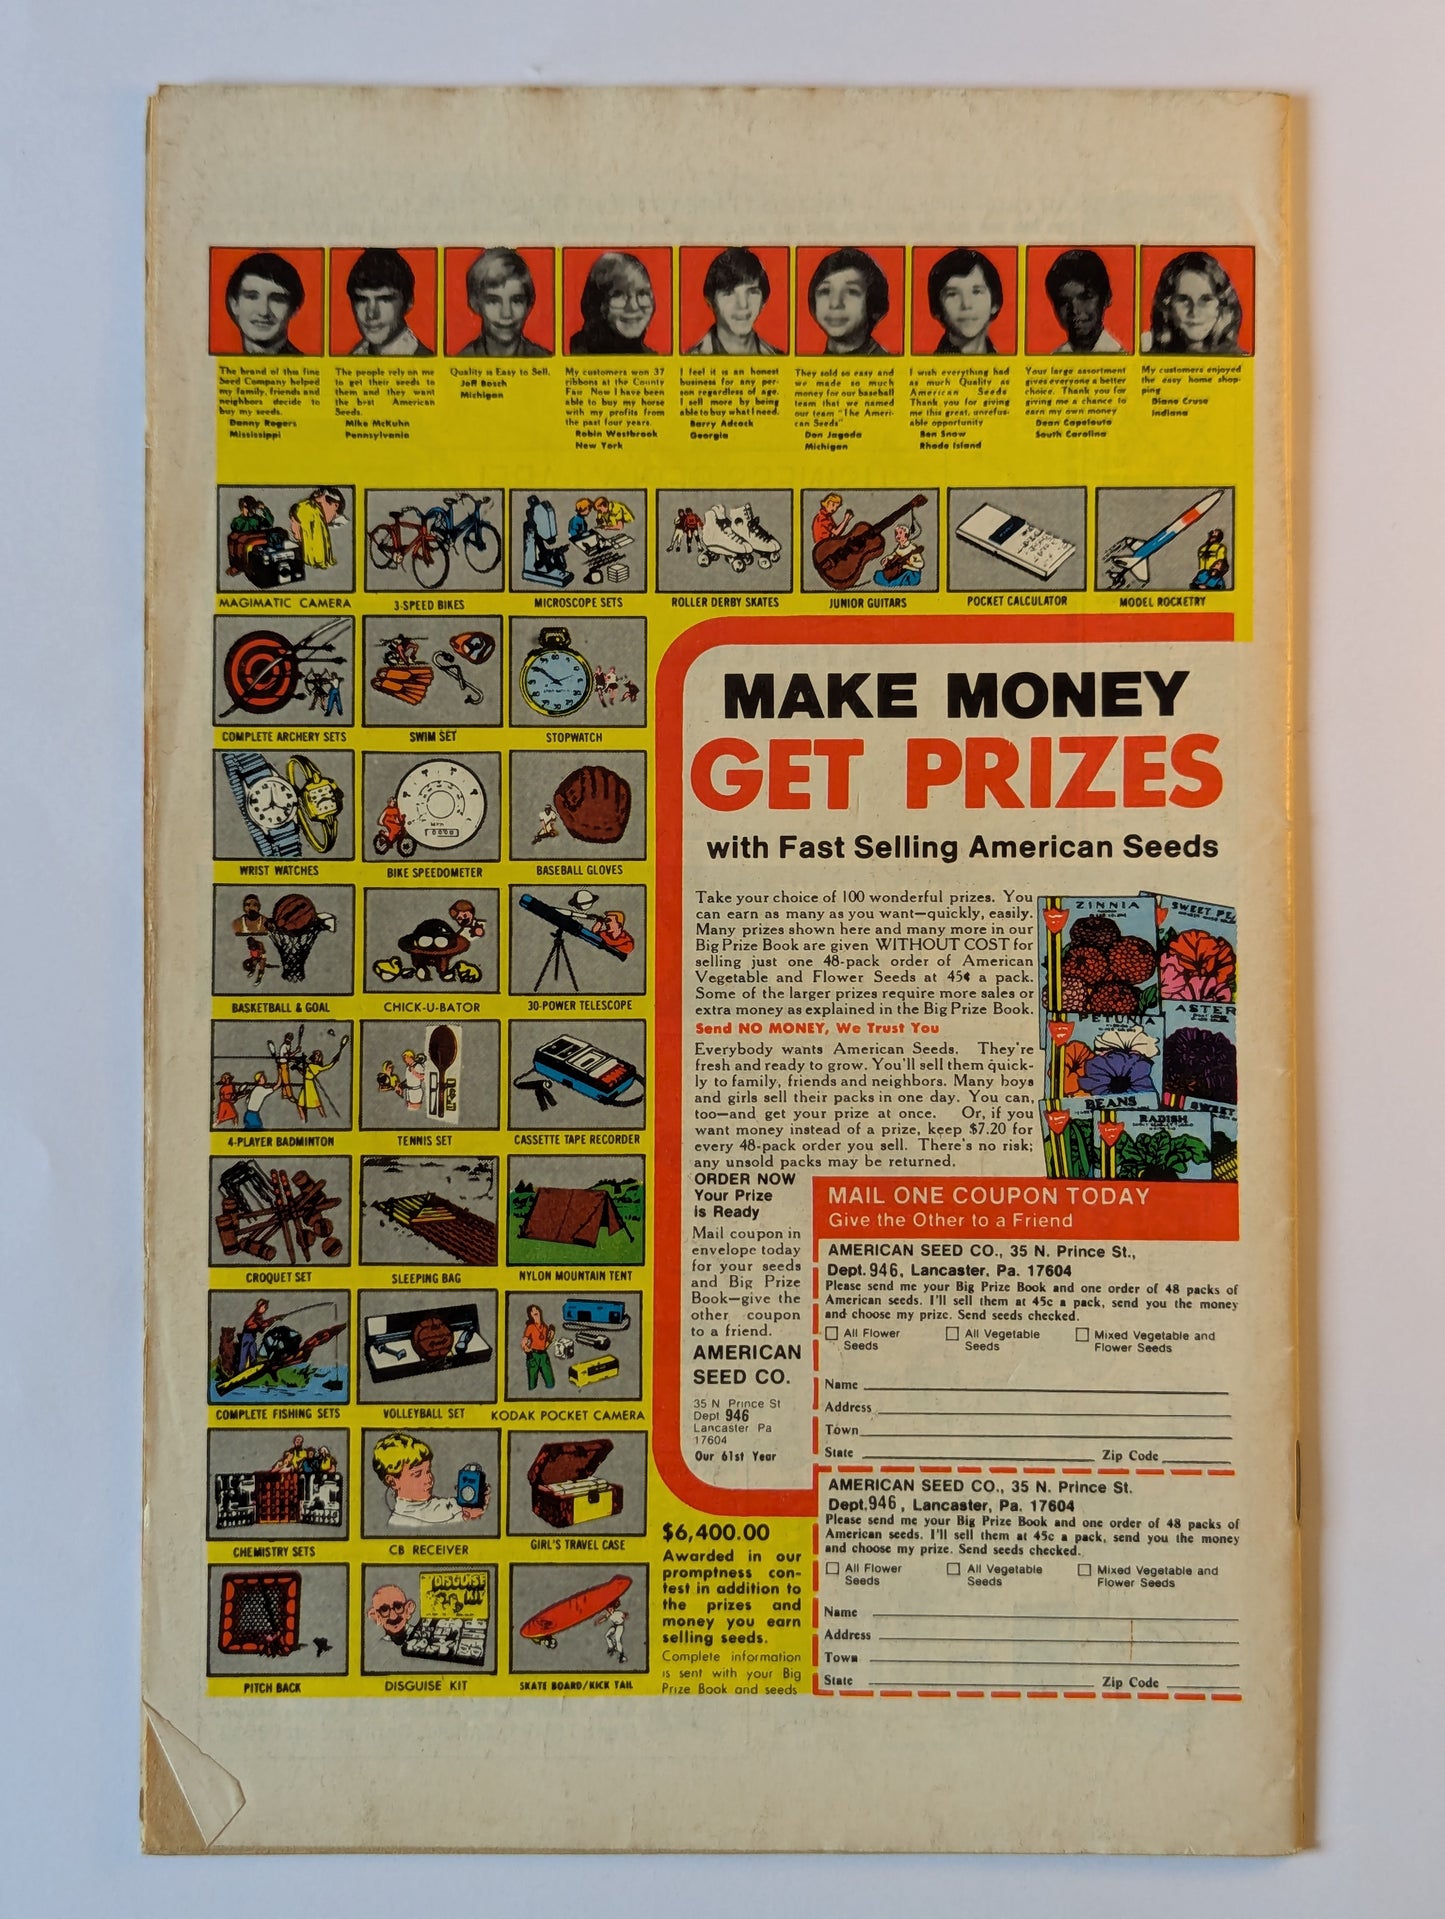 The brand of this fine
Seed Company helped
my family, friends and
neighbors decide to
buy my seeds.
Danny Rogers
Mississippi
The people rely on me
to get their seeds to
them and they want
the best American
Seeds.
Mike McKuhn
Pennsylvania
Quality is Easy to Sell.
Jeff Bosch
Michigan
My customers won 37
ribbons at the County
Fair Now I have been
able to buy my horse
with my profits from
the past four years.
Robin Westbrook
New York
I feel it is an honest
business for any per-
son regardless of age.
I sell more by being
able to buy what I need.
Barry Adcock
Georgia
They sold so easy and
we made so much
money for our baseball
team that we named
our team "The Ameri-
can Seeds"
Don Jagoda
Michigan
I wish everything had
as much Quality as
American Seeds
Thank you for giving
me this great, unrefus-
able opportunity
Ben Snow
Rhode Island
Your large assortment
gives everyone a better
choice. Thank you for
giving me a chance to
earn my own money
Dean Capelouto
South Carolina
My customers enjoyed
the easy home shop-
ping
Diane Cruse
Indiana
MAGIMATIC CAMERA
3-SPEED BIKES
MICROSCOPE SETS
ROLLER DERBY SKATES
JUNIOR GUITARS
POCKET CALCULATOR
MODEL ROCKETRY
COMPLETE ARCHERY SETS
SWIM SET
STOPWATCH
WRIST WATCHES
BIKE SPEEDOMETER
BASEBALL GLOVES
BASKETBALL & GOAL
CHICK-U-BATOR
30-POWER TELESCOPE
4-PLAYER BADMINTON
TENNIS SET
CASSETTE TAPE RECORDER
CROQUET SET
SLEEPING BAG
NYLON MOUNTAIN TENT
COMPLETE FISHING SETS
VOLLEYBALL SET
KODAK POCKET CAMERA
CHEMISTRY SETS
CB RECEIVER
GIRL'S TRAVEL CASE
DISGUISE
KIT
PITCH BACK
DISGUISE KIT
SKATE BOARD/KICK TAIL
MAKE MONEY
GET PRIZES
with Fast Selling American Seeds
Take your choice of 100 wonderful prizes. You
can earn as many as you want—quickly, easily.
Many prizes shown here and many more in our
Big Prize Book are given WITHOUT COST for
selling just one 48-pack order of American
Vegetable and Flower Seeds at 45¢ a pack.
Some of the larger prizes require more sales or
extra money as explained in the Big Prize Book.
Send NO MONEY, We Trust You
Everybody wants American Seeds. They're
fresh and ready to grow. You'll sell them quick-
ly to family, friends and neighbors. Many boys
and girls sell their packs in one day. You can,
too—and get your prize at once. Or, if you
want money instead of a prize, keep $7.20 for
every 48-pack order you sell. There's no risk;
any unsold packs may be returned.
ZINNIA
SWEET PE
PETUNIA
ASTER
BEANS
RADISH
SWEET
ORDER NOW
Your Prize
is Ready
Mail coupon in
envelope today
for your seeds
and Big Prize
Book—give the
other coupon
to a friend.
AMERICAN
SEED CO.
35 N Prince St
Dept 946
Lancaster Pa
17604
Our 61st Year
$6,400.00
Awarded in our
promptness con-
test in addition to
the prizes and
money you earn
selling seeds.
Complete information
is sent with your Big
Prize Book and seeds
MAIL ONE COUPON TODAY
Give the Other to a Friend
AMERICAN SEED CO., 35 N. Prince St.,
Dept. 946, Lancaster, Pa. 17604
Please send me your Big Prize Book and one order of 48 packs of
American seeds. I'll sell them at 45c a pack, send you the money
and choose my prize. Send seeds checked.
All Flower
Seeds
All Vegetable
Seeds
Mixed Vegetable and
Flower Seeds
Name
Address
Town
State Zip Code
AMERICAN SEED CO., 35 N. Prince St.
Dept.946 , Lancaster, Pa. 17604
Please send me your Big Prize Book and one order of 48 packs of
American seeds. I'll sell them at 45c a pack, send you the money
and choose my prize. Send seeds checked.
All Flower
Seeds
All Vegetable
Seeds
Mixed Vegetable and
Flower Seeds
Name
Address
Town
State Zip Code